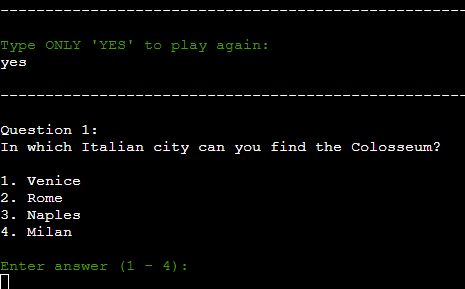 Type ONLY 'YES' to play again:
yes
Question 1:
In which Italian city can you find the Colosseum?
1. Venice
2. Rome
3. Naples
4. Milan
Enter answer (1 - 4):